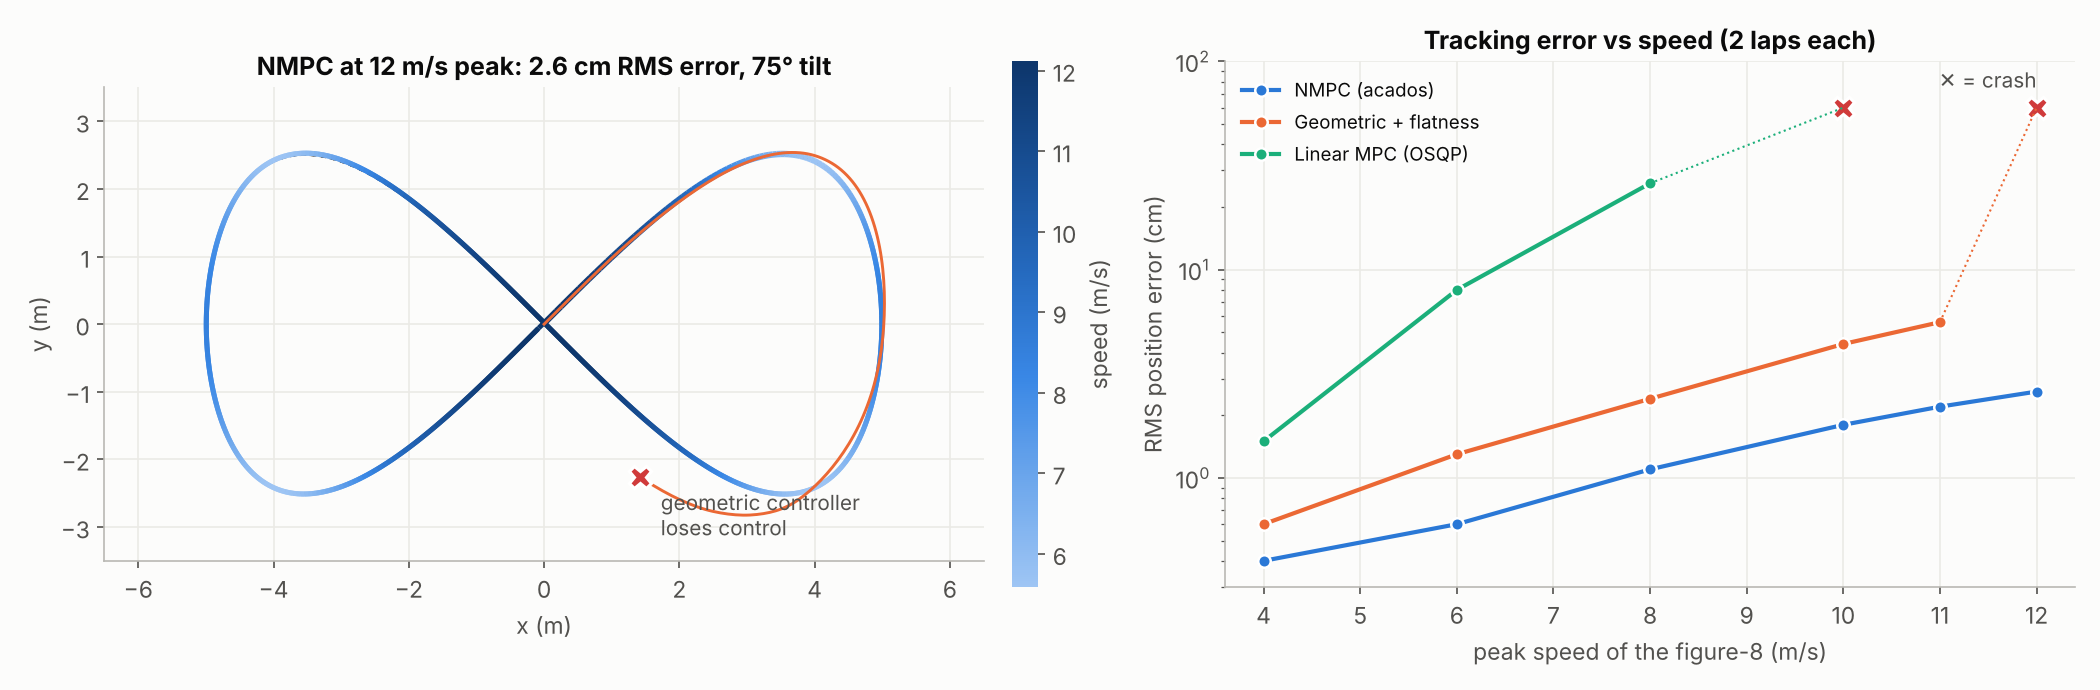 NMPC at 12 m/s peak: 2.6 cm RMS error, 75° tilt
3
2
1
0
−1
−2
−3
y (m)
−6
−4
−2
0
2
4
6
x (m)
geometric controller
loses control
12
11
10
9
8
7
6
speed (m/s)
Tracking error vs speed (2 laps each)
10²
10¹
10⁰
RMS position error (cm)
NMPC (acados)
Geometric + flatness
Linear MPC (OSQP)
✕ = crash
4
5
6
7
8
9
10
11
12
peak speed of the figure-8 (m/s)